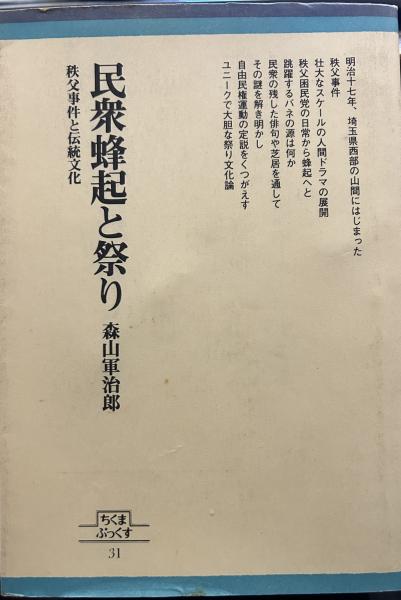 明治十七年、埼玉県西部の山間にはじまった
秩父事件
壮大なスケールの人間ドラマの展開
秩父困民党の日常から蜂起へと
跳躍するバネの源は何か
民衆の残した俳句や芝居を通して
その謎を解き明かし
自由民権運動の定説をくつがえす
ユニークで大胆な祭り文化論
民衆蜂起と祭り
森山軍治郎
秩父事件と伝統文化
ちくま
ぶっくす
31